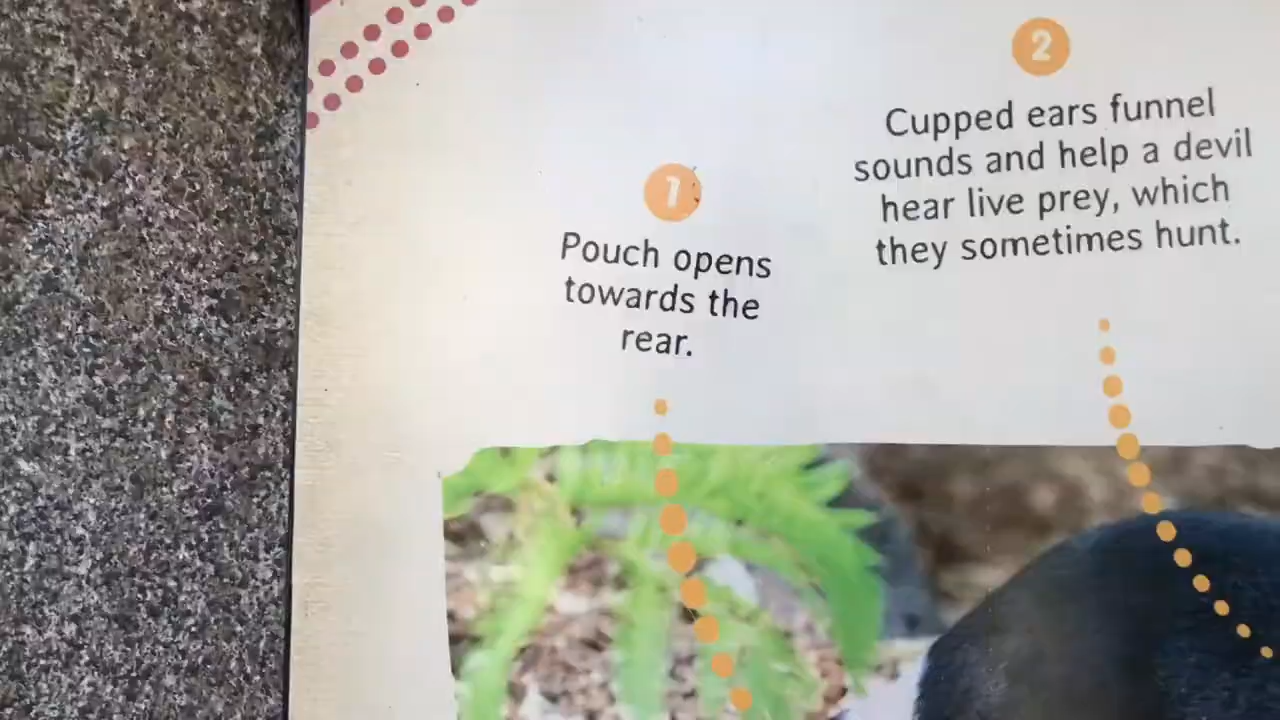 1
Pouch opens
towards the
rear.
2
Cupped ears funnel
sounds and help a devil
hear live prey, which
they sometimes hunt.